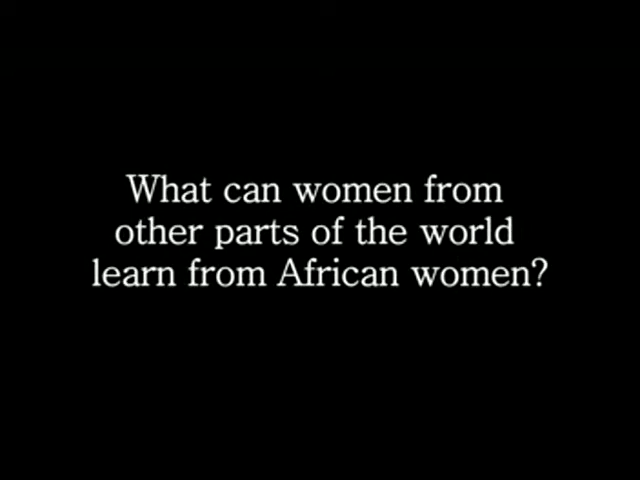 What can women from
other parts of the world
learn from African women?